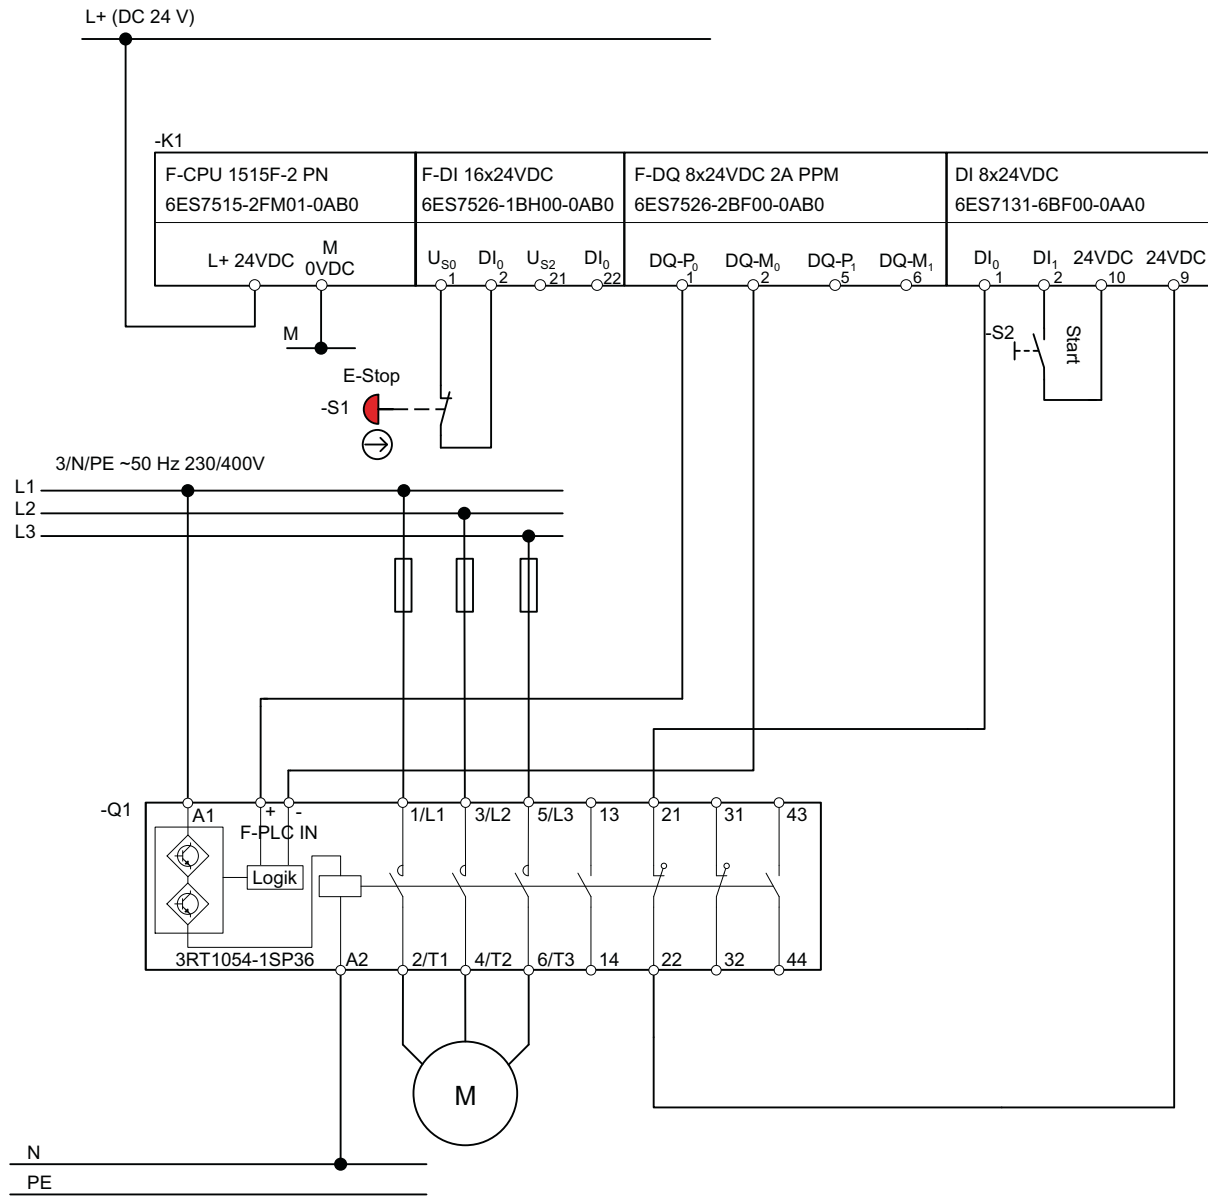 L+ (DC 24 V)
-K1
F-CPU 1515F-2 PN
6ES7515-2FM01-0AB0
F-DI 16x24VDC
6ES7526-1BH00-0AB0
F-DQ 8x24VDC 2A PPM
6ES7526-2BF00-0AB0
DI 8x24VDC
6ES7131-6BF00-0AA0
L+ 24VDC
M
0VDC
US0
DI0
US2
DI0
DQ-P0
DQ-M0
DQ-P1
DQ-M1
DI0
DI1
24VDC
24VDC
1
2
21
22
1
2
5
6
1
2
10
9
M
-S2
Start
E-Stop
-S1
3/N/PE ~50 Hz 230/400V
L1
L2
L3
-Q1
A1
+
-
F-PLC IN
1/L1
3/L2
5/L3
13
21
31
43
Logik
3RT1054-1SP36
A2
2/T1
4/T2
6/T3
14
22
32
44
M
N
PE